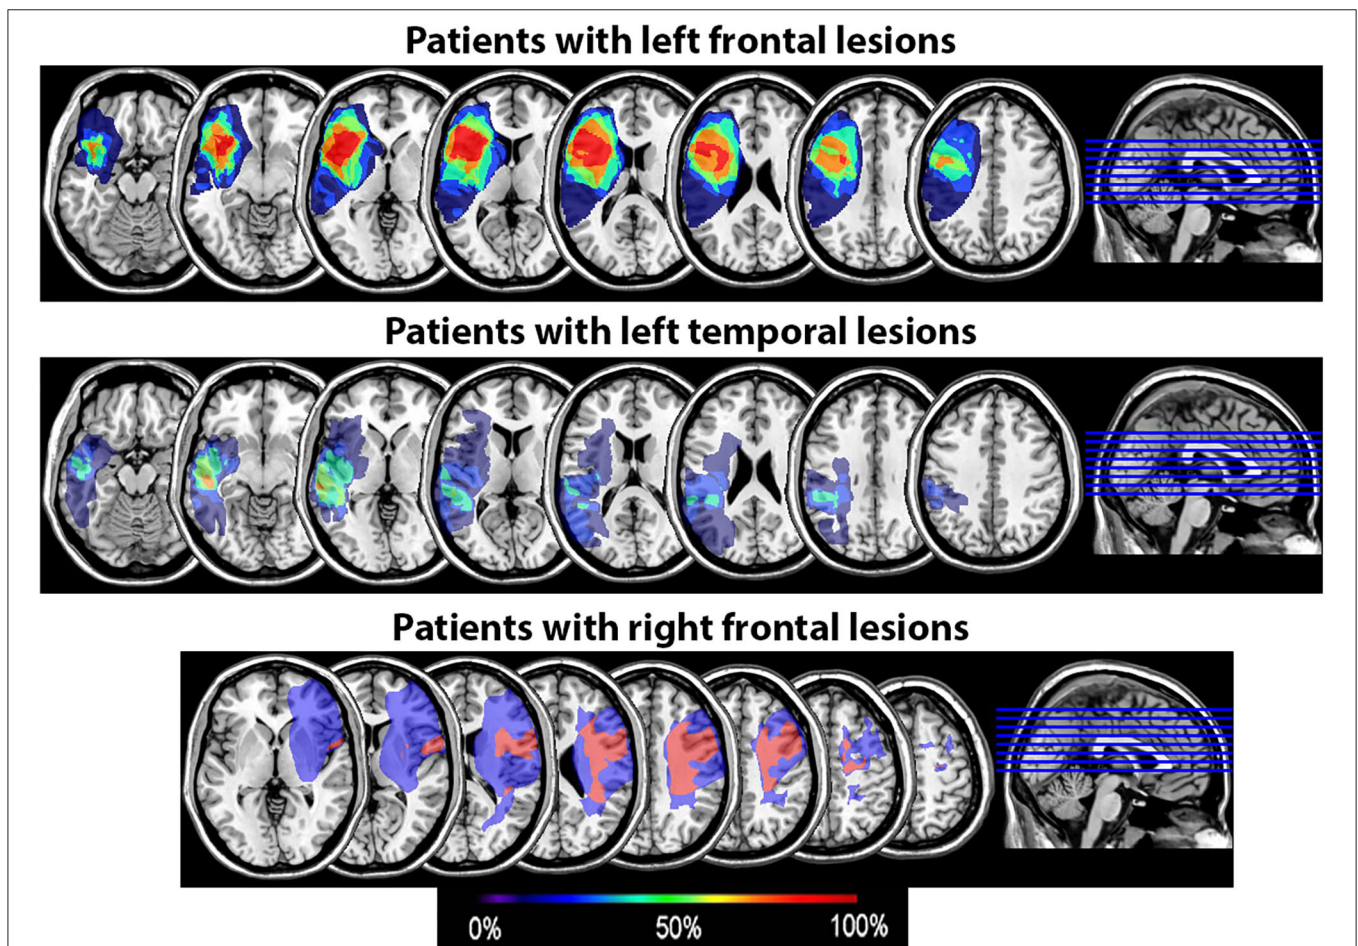 Patients with left frontal lesions
Patients with left temporal lesions
Patients with right frontal lesions
0% 50% 100%